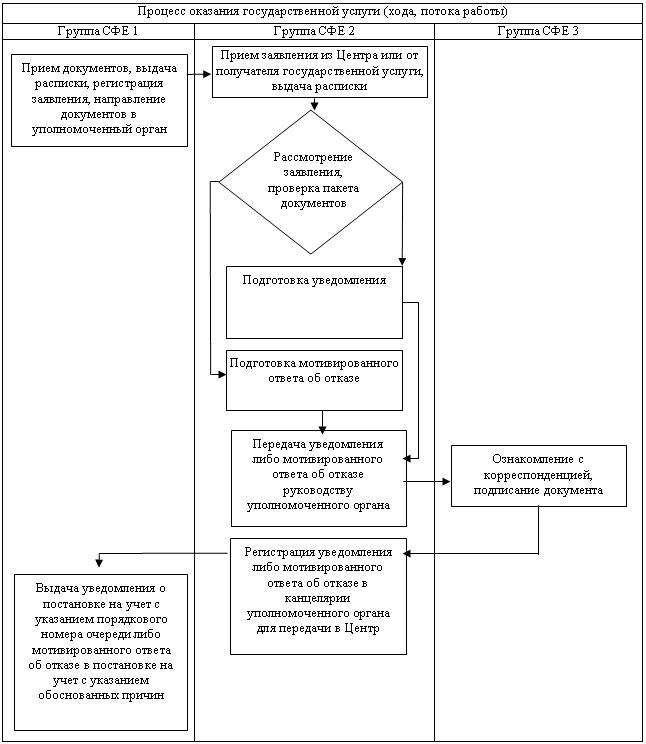 Процесс оказания государственной услуги (хода, потока работы)
Группа СФЕ 1
Группа СФЕ 2
Группа СФЕ 3
Прием документов, выдача
расписки, регистрация
заявления, направление
документов в
уполномоченный орган
Прием заявления из Центра или от
получателя государственной услуги,
выдача расписки
Рассмотрение
заявления,
проверка пакета
документов
Подготовка уведомления
Подготовка мотивированного
ответа об отказе
Передача уведомления
либо мотивированного
ответа об отказе
руководству
уполномоченного органа
Ознакомление с
корреспонденцией,
подписание документа
Регистрация уведомления
либо мотивированного
ответа об отказе в
канцелярии
уполномоченного органа
для передачи в Центр
Выдача уведомления о
постановке на учет с
указанием порядкового
номера очереди либо
мотивированного ответа
об отказе в постановке на
учет с указанием
обоснованных причин